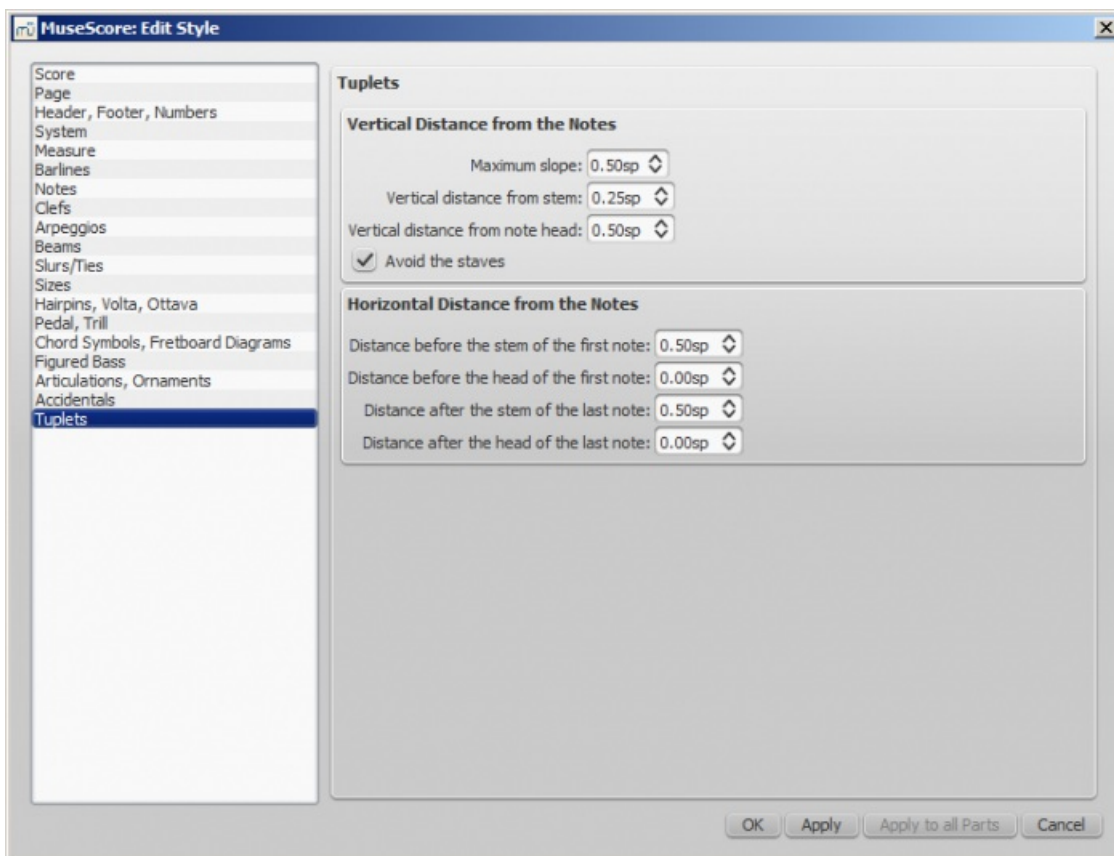 MuseScore: Edit Style
Score
Page
Header, Footer, Numbers
System
Measure
Barlines
Notes
Clefs
Arpeggios
Beams
Slurs/Ties
Sizes
Hairpins, Volta, Ottava
Pedal, Trill
Chord Symbols, Fretboard Diagrams
Figured Bass
Articulations, Ornaments
Accidentals
Tuplets
Tuplets
Vertical Distance from the Notes
Maximum slope: 0.50sp
Vertical distance from stem: 0.25sp
Vertical distance from note head: 0.50sp
Avoid the staves
Horizontal Distance from the Notes
Distance before the stem of the first note: 0.50sp
Distance before the head of the first note: 0.00sp
Distance after the stem of the last note: 0.50sp
Distance after the head of the last note: 0.00sp
OK Apply Apply to all Parts Cancel